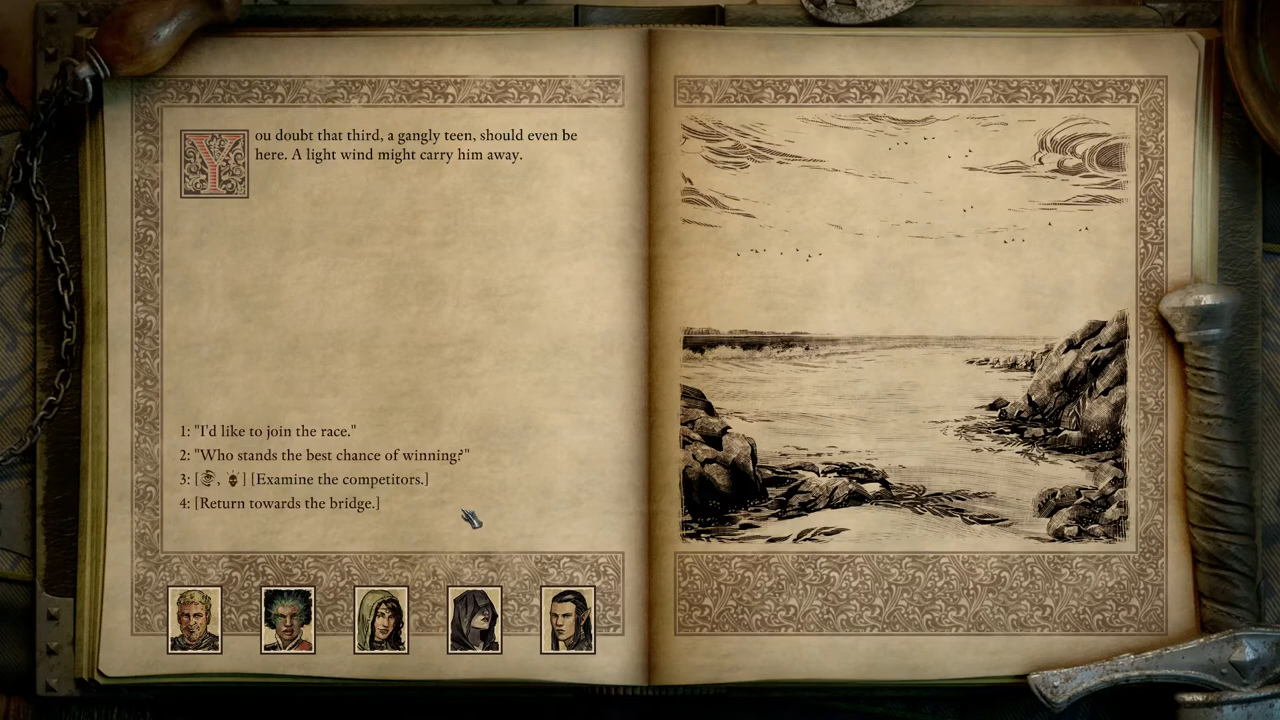 You doubt that third, a gangly teen, should even be
here. A light wind might carry him away.
1: "I'd like to join the race."
2: "Who stands the best chance of winning?"
3: [ , ] [Examine the competitors.]
4: [Return towards the bridge.]